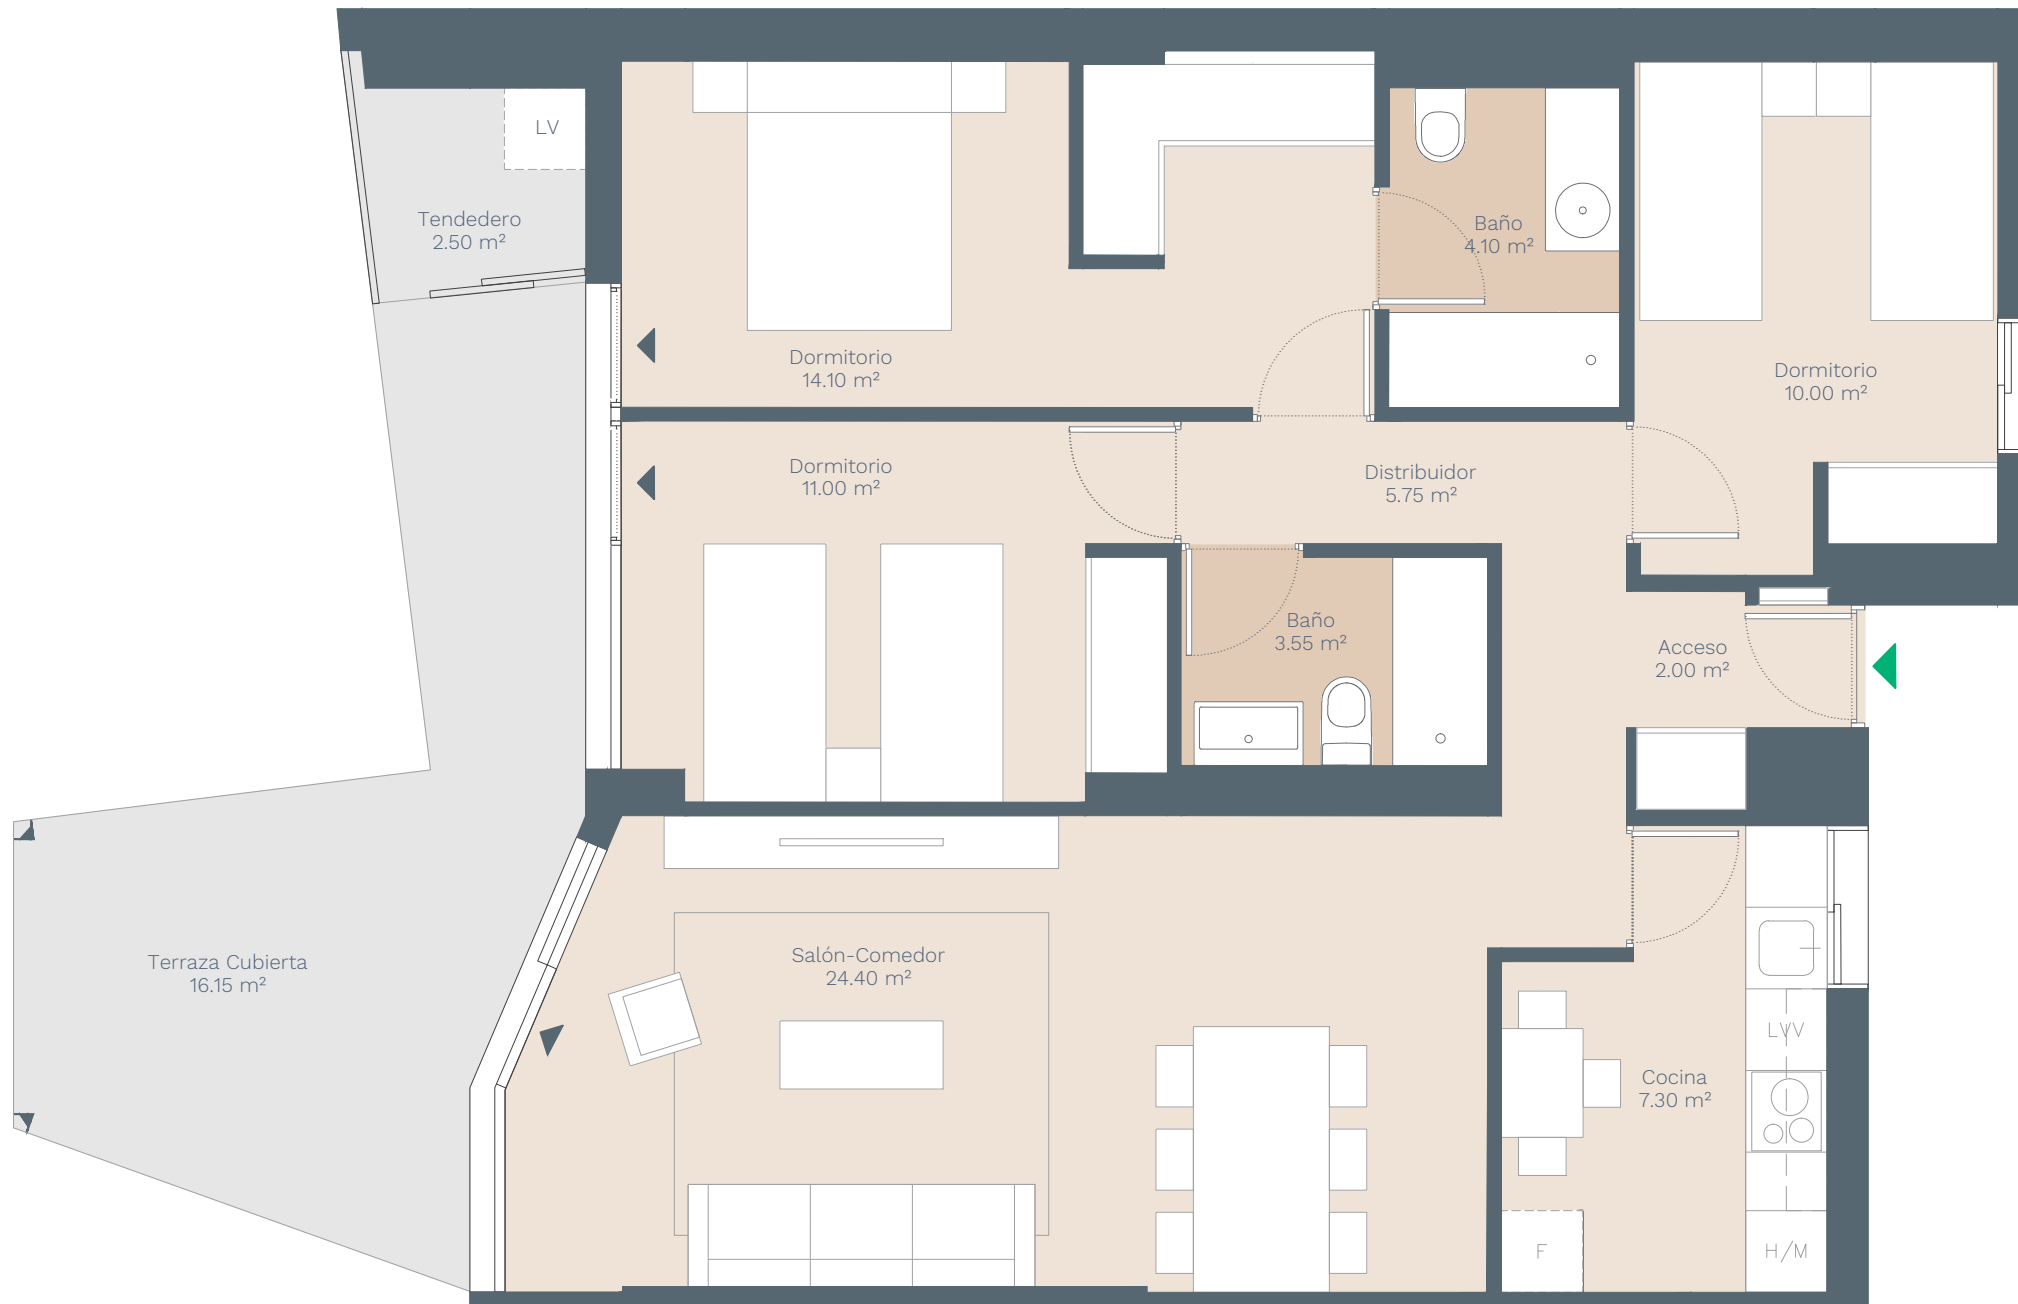 LV
Tendedero
2.50 m²
Baño
4.10 m²
Dormitorio
14.10 m²
Dormitorio
10.00 m²
Dormitorio
11.00 m²
Distribuidor
5.75 m²
Baño
3.55 m²
Acceso
2.00 m²
Terraza Cubierta
16.15 m²
Salón-Comedor
24.40 m²
LVV
Cocina
7.30 m²
F
H/M